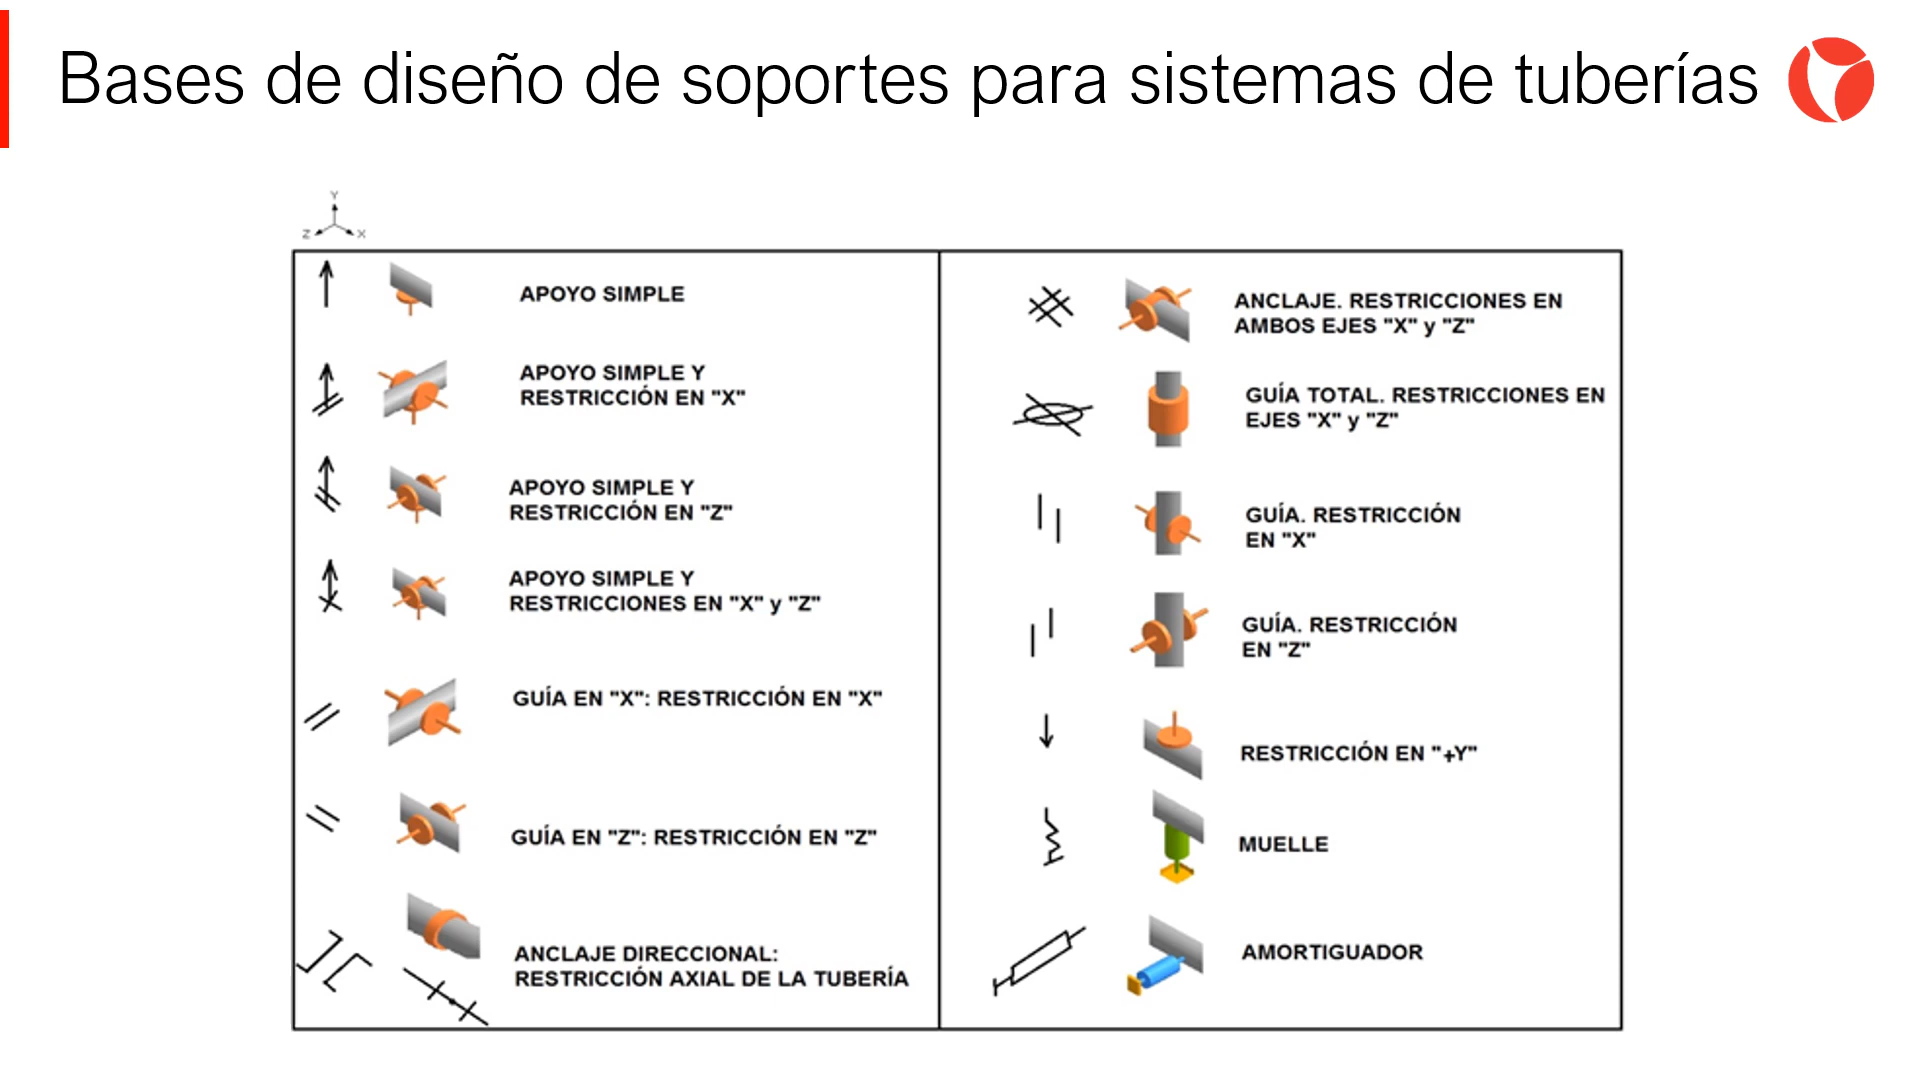 Bases de diseño de soportes para sistemas de tuberías
Y
Z X
APOYO SIMPLE
APOYO SIMPLE Y
RESTRICCIÓN EN "X"
APOYO SIMPLE Y
RESTRICCIÓN EN "Z"
APOYO SIMPLE Y
RESTRICCIONES EN "X" y "Z"
GUÍA EN "X": RESTRICCIÓN EN "X"
GUÍA EN "Z": RESTRICCIÓN EN "Z"
ANCLAJE DIRECCIONAL:
RESTRICCIÓN AXIAL DE LA TUBERÍA
ANCLAJE. RESTRICCIONES EN
AMBOS EJES "X" y "Z"
GUÍA TOTAL. RESTRICCIONES EN
EJES "X" y "Z"
GUÍA. RESTRICCIÓN
EN "X"
GUÍA. RESTRICCIÓN
EN "Z"
RESTRICCIÓN EN "+Y"
MUELLE
AMORTIGUADOR